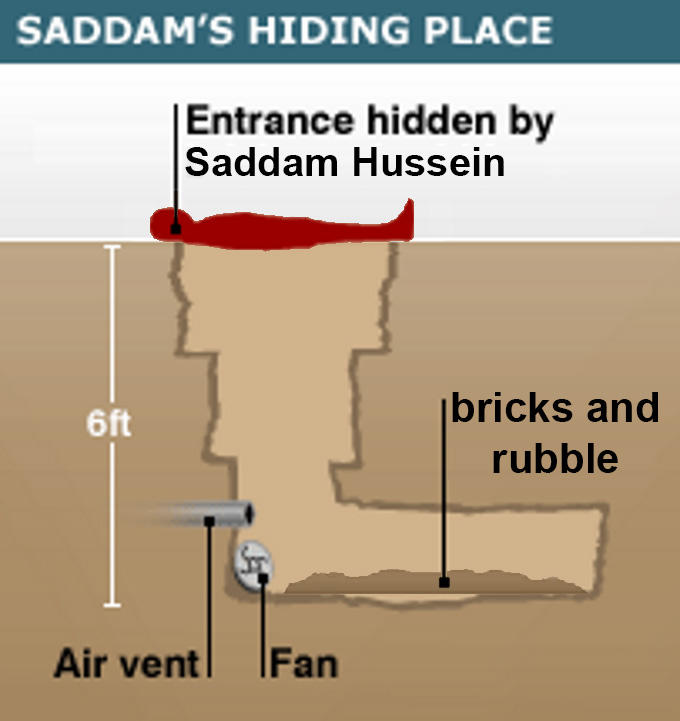 SADDAM'S HIDING PLACE
Entrance hidden by
Saddam Hussein
6ft
bricks and
rubble
Air vent
Fan